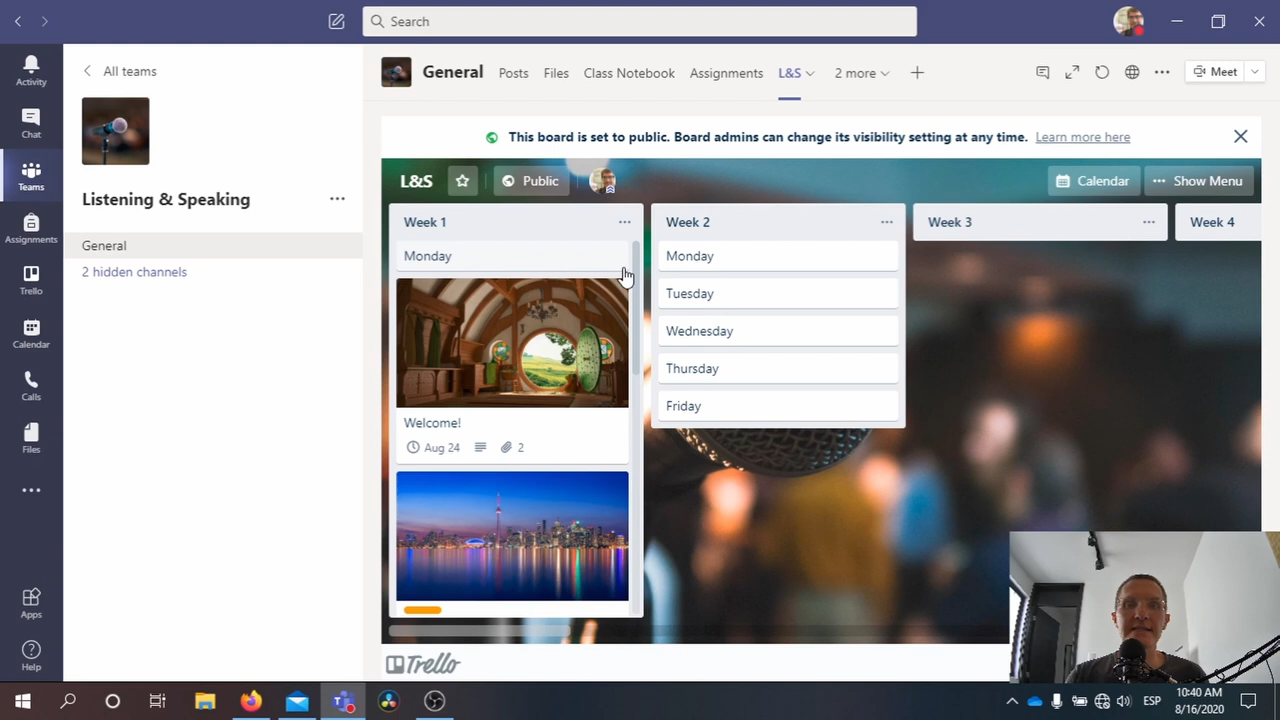 Search
Activity
Chat
Teams
Assignments
Trello
Calendar
Calls
Files
Apps
Help
All teams
Listening & Speaking
General
2 hidden channels
General
Posts
Files
Class Notebook
Assignments
L&S
2 more
Meet
This board is set to public. Board admins can change its visibility setting at any time. Learn more here
L&S
Public
Calendar
Show Menu
Week 1
Monday
Welcome!
Aug 24
2
Week 2
Monday
Tuesday
Wednesday
Thursday
Friday
Week 3
Week 4
Trello
ESP
10:40 AM
8/16/2020